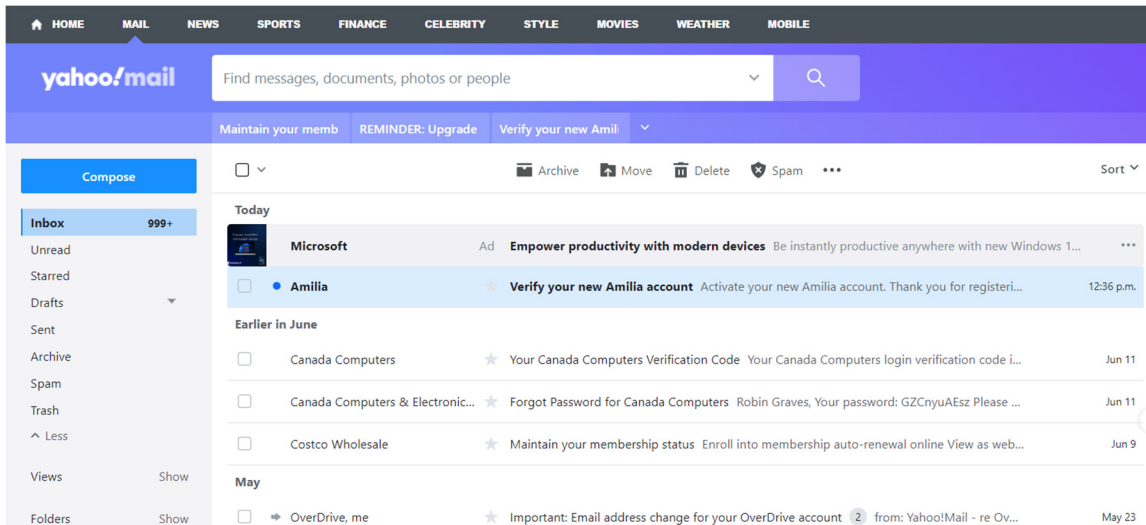 HOME MAIL NEWS SPORTS FINANCE CELEBRITY STYLE MOVIES WEATHER MOBILE
yahoo!mail Find messages, documents, photos or people
Maintain your memb REMINDER: Upgrade Verify your new Amili
Compose Archive Move Delete Spam ••• Sort
Today
Inbox 999+
Microsoft Ad Empower productivity with modern devices Be instantly productive anywhere with new Windows 1... •••
Unread
Starred
Amilia Verify your new Amilia account Activate your new Amilia account. Thank you for registeri... 12:36 p.m.
Drafts
Earlier in June
Sent
Archive
Canada Computers Your Canada Computers Verification Code Your Canada Computers login verification code i... Jun 11
Spam
Trash
Canada Computers & Electronic... Forgot Password for Canada Computers Robin Graves, Your password: GZCnyuAEsz Please ... Jun 11
Less
Costco Wholesale Maintain your membership status Enroll into membership auto-renewal online View as web... Jun 9
Views Show
May
Folders Show
OverDrive, me Important: Email address change for your OverDrive account 2 from: Yahoo!Mail - re Ov... May 23